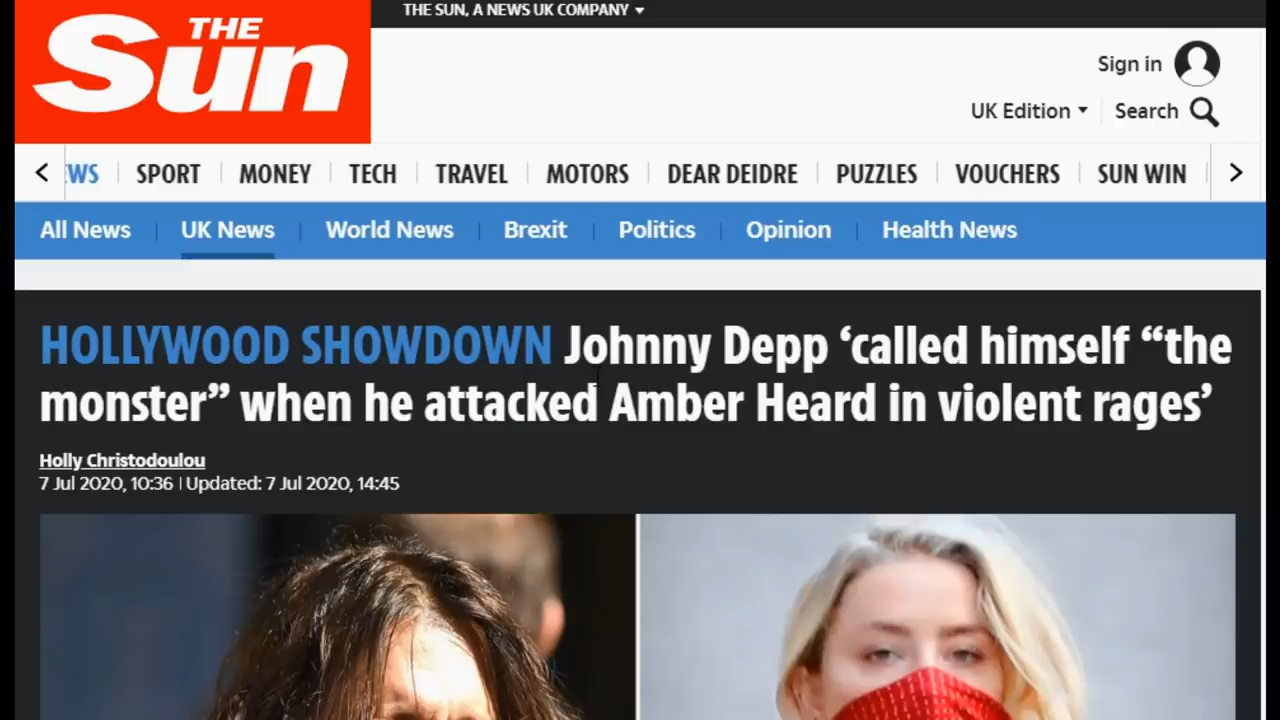 THE SUN, A NEWS UK COMPANY
THE
Sun
Sign in
UK Edition
Search
EWS
SPORT
MONEY
TECH
TRAVEL
MOTORS
DEAR DEIDRE
PUZZLES
VOUCHERS
SUN WIN
All News
UK News
World News
Brexit
Politics
Opinion
Health News
HOLLYWOOD SHOWDOWN Johnny Depp ‘called himself “the
monster” when he attacked Amber Heard in violent rages’
Holly Christodoulou
7 Jul 2020, 10:36 | Updated: 7 Jul 2020, 14:45